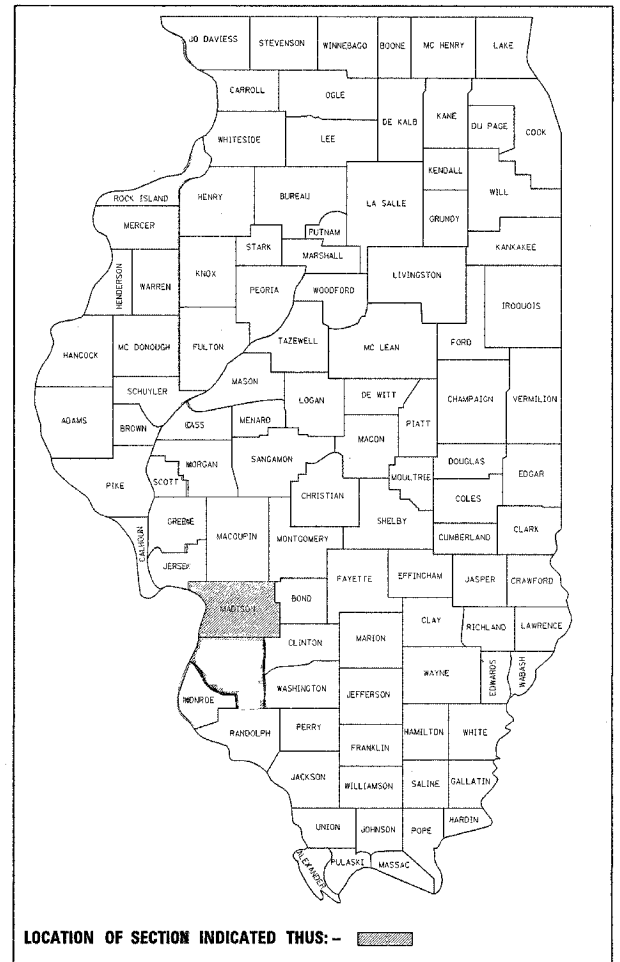 JO DAVIESS STEVENSON WINNEBAGO BOONE MC HENRY LAKE
CARROLL OGLE DE KALB KANE DU PAGE COOK
WHITESIDE LEE
KENDALL WILL
ROCK ISLAND HENRY BUREAU LA SALLE GRUNDY
MERCER PUTNAM
STARK MARSHALL KANKAKEE
HENDERSON WARREN KNOX PEORIA WOODFORD LIVINGSTON
IROQUOIS
HANCOCK MC DONOUGH FULTON TAZEWELL MC LEAN FORD
MASON
SCHUYLER LOGAN DE WITT CHAMPAIGN VERMILION
ADAMS BROWN CASS MENARD PIATT
MACON
PIKE SCOTT MORGAN SANGAMON DOUGLAS EDGAR
CHRISTIAN MOULTRIE COLES
CALHOUN GREENE MACOUPIN MONTGOMERY SHELBY CUMBERLAND CLARK
JERSEY FAYETTE EFFINGHAM JASPER CRAWFORD
MADISON BOND
CLAY RICHLAND LAWRENCE
CLINTON MARION
WAYNE EDWARDS WABASH
MONROE WASHINGTON JEFFERSON
RANDOLPH PERRY HAMILTON WHITE
FRANKLIN
JACKSON WILLIAMSON SALINE GALLATIN
UNION JOHNSON POPE HARDIN
ALEXANDER PULASKI MASSAC
LOCATION OF SECTION INDICATED THUS: -